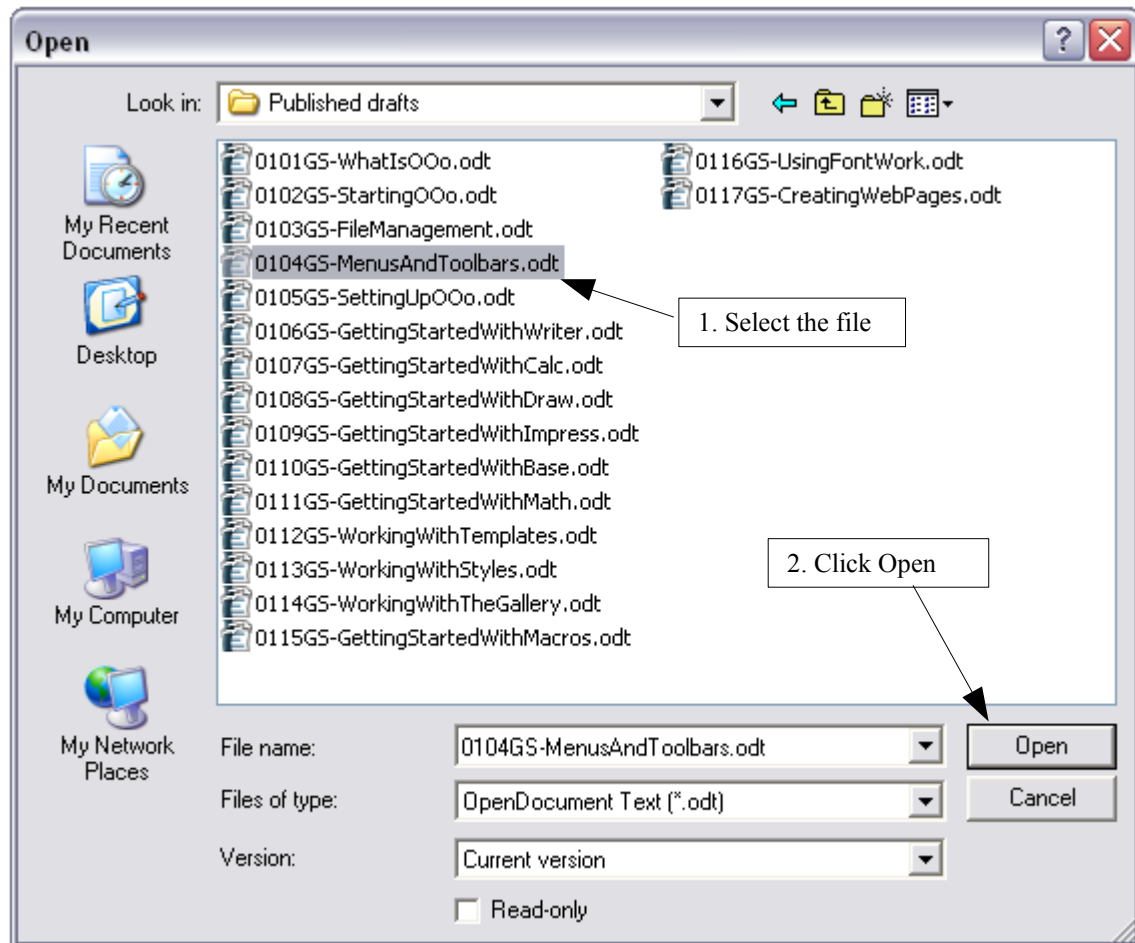 Open
Look in: Published drafts
0101GS-WhatIsOOo.odt
0102GS-StartingOOo.odt
0103GS-FileManagement.odt
0104GS-MenusAndToolbars.odt
0105GS-SettingUpOOo.odt
0106GS-GettingStartedWithWriter.odt
0107GS-GettingStartedWithCalc.odt
0108GS-GettingStartedWithDraw.odt
0109GS-GettingStartedWithImpress.odt
0110GS-GettingStartedWithBase.odt
0111GS-GettingStartedWithMath.odt
0112GS-WorkingWithTemplates.odt
0113GS-WorkingWithStyles.odt
0114GS-WorkingWithTheGallery.odt
0115GS-GettingStartedWithMacros.odt
0116GS-UsingFontWork.odt
0117GS-CreatingWebPages.odt
My Recent
Documents
Desktop
My Documents
My Computer
My Network
Places
1. Select the file
2. Click Open
File name: 0104GS-MenusAndToolbars.odt Open
Files of type: OpenDocument Text (*.odt) Cancel
Version: Current version
Read-only